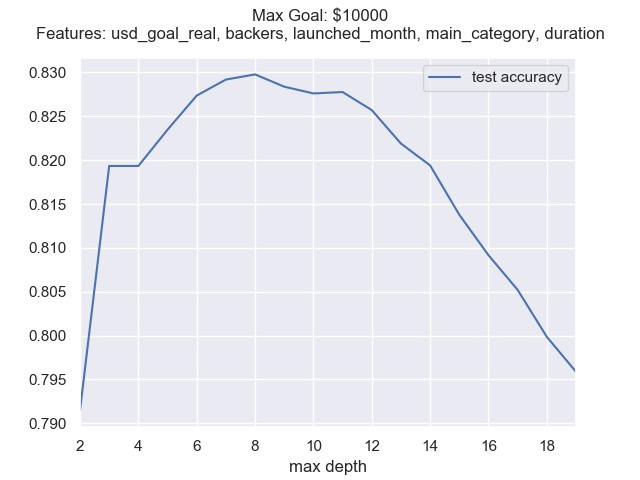 Max Goal: $10000
Features: usd_goal_real, backers, launched_month, main_category, duration
test accuracy
0.830
0.825
0.820
0.815
0.810
0.805
0.800
0.795
0.790
2 4 6 8 10 12 14 16 18
max depth